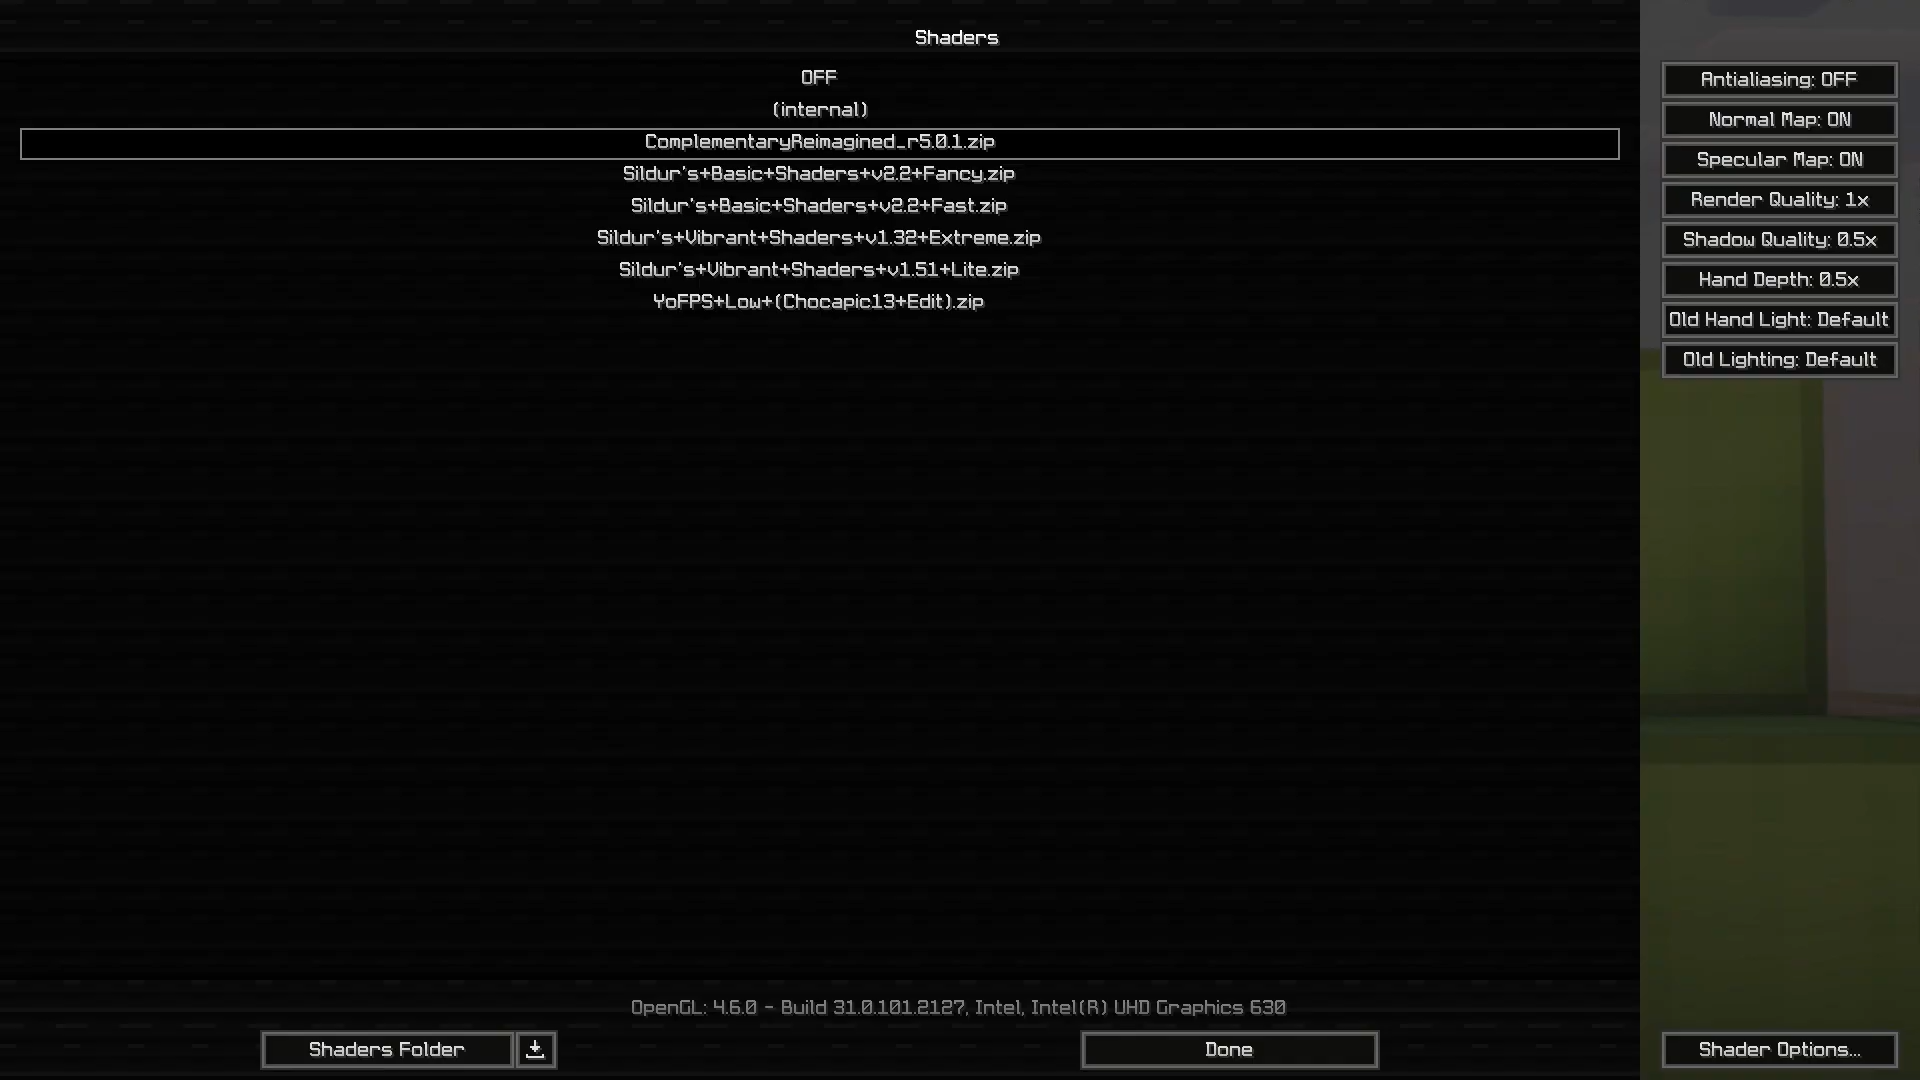 Shaders
OFF
(internal)
ComplementaryReimagined_r5.0.1.zip
Sildur's+Basic+Shaders+v2.2+Fancy.zip
Sildur's+Basic+Shaders+v2.2+Fast.zip
Sildur's+Vibrant+Shaders+v1.32+Extreme.zip
Sildur's+Vibrant+Shaders+v1.51+Lite.zip
YoFPS+Low+(Chocapic13+Edit).zip
Antialiasing: OFF
Normal Map: ON
Specular Map: ON
Render Quality: 1x
Shadow Quality: 0.5x
Hand Depth: 0.5x
Old Hand Light: Default
Old Lighting: Default
OpenGL: 4.6.0 - Build 31.0.101.2127, Intel, Intel(R) UHD Graphics 630
Shaders Folder
Done
Shader Options...